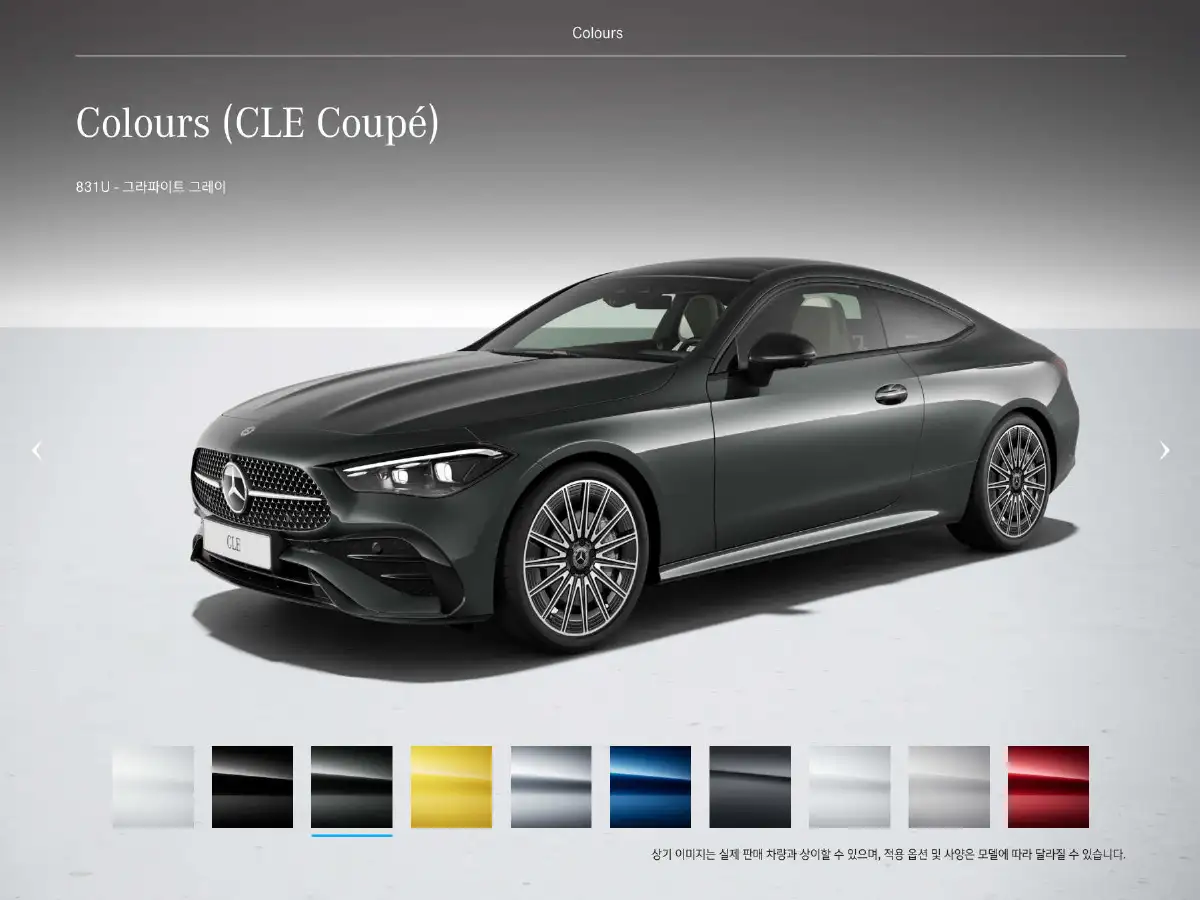 Colours
Colours (CLE Coupé)
831U - 그라파이트 그레이
CLE
상기 이미지는 실제 판매 차량과 상이할 수 있으며, 적용 옵션 및 사양은 모델에 따라 달라질 수 있습니다.